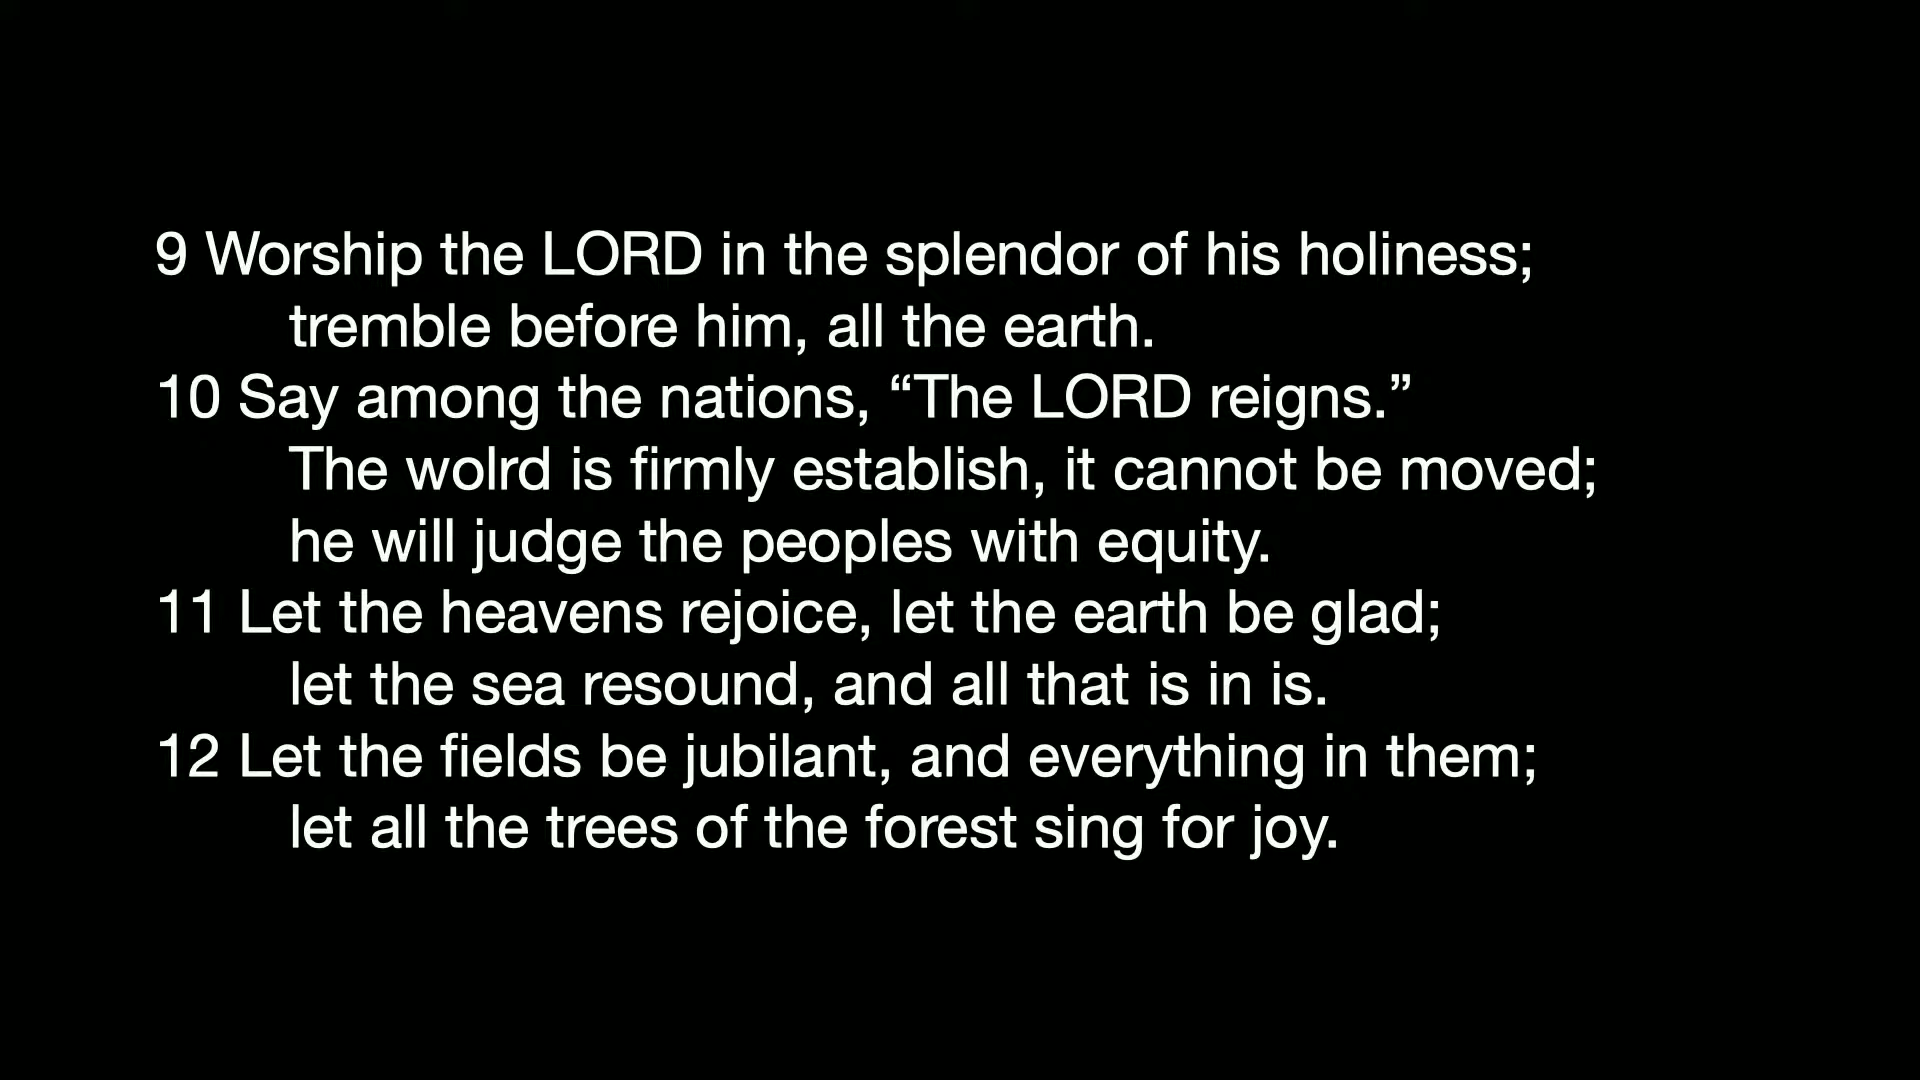 9 Worship the LORD in the splendor of his holiness;
tremble before him, all the earth.
10 Say among the nations, “The LORD reigns.”
The wolrd is firmly establish, it cannot be moved;
he will judge the peoples with equity.
11 Let the heavens rejoice, let the earth be glad;
let the sea resound, and all that is in is.
12 Let the fields be jubilant, and everything in them;
let all the trees of the forest sing for joy.